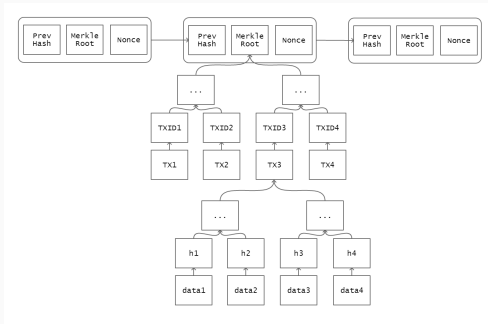 Prev Hash
Merkle Root
Nonce
Prev Hash
Merkle Root
Nonce
Prev Hash
Merkle Root
Nonce
...
...
TXID1
TXID2
TXID3
TXID4
TX1
TX2
TX3
TX4
...
...
h1
h2
h3
h4
data1
data2
data3
data4